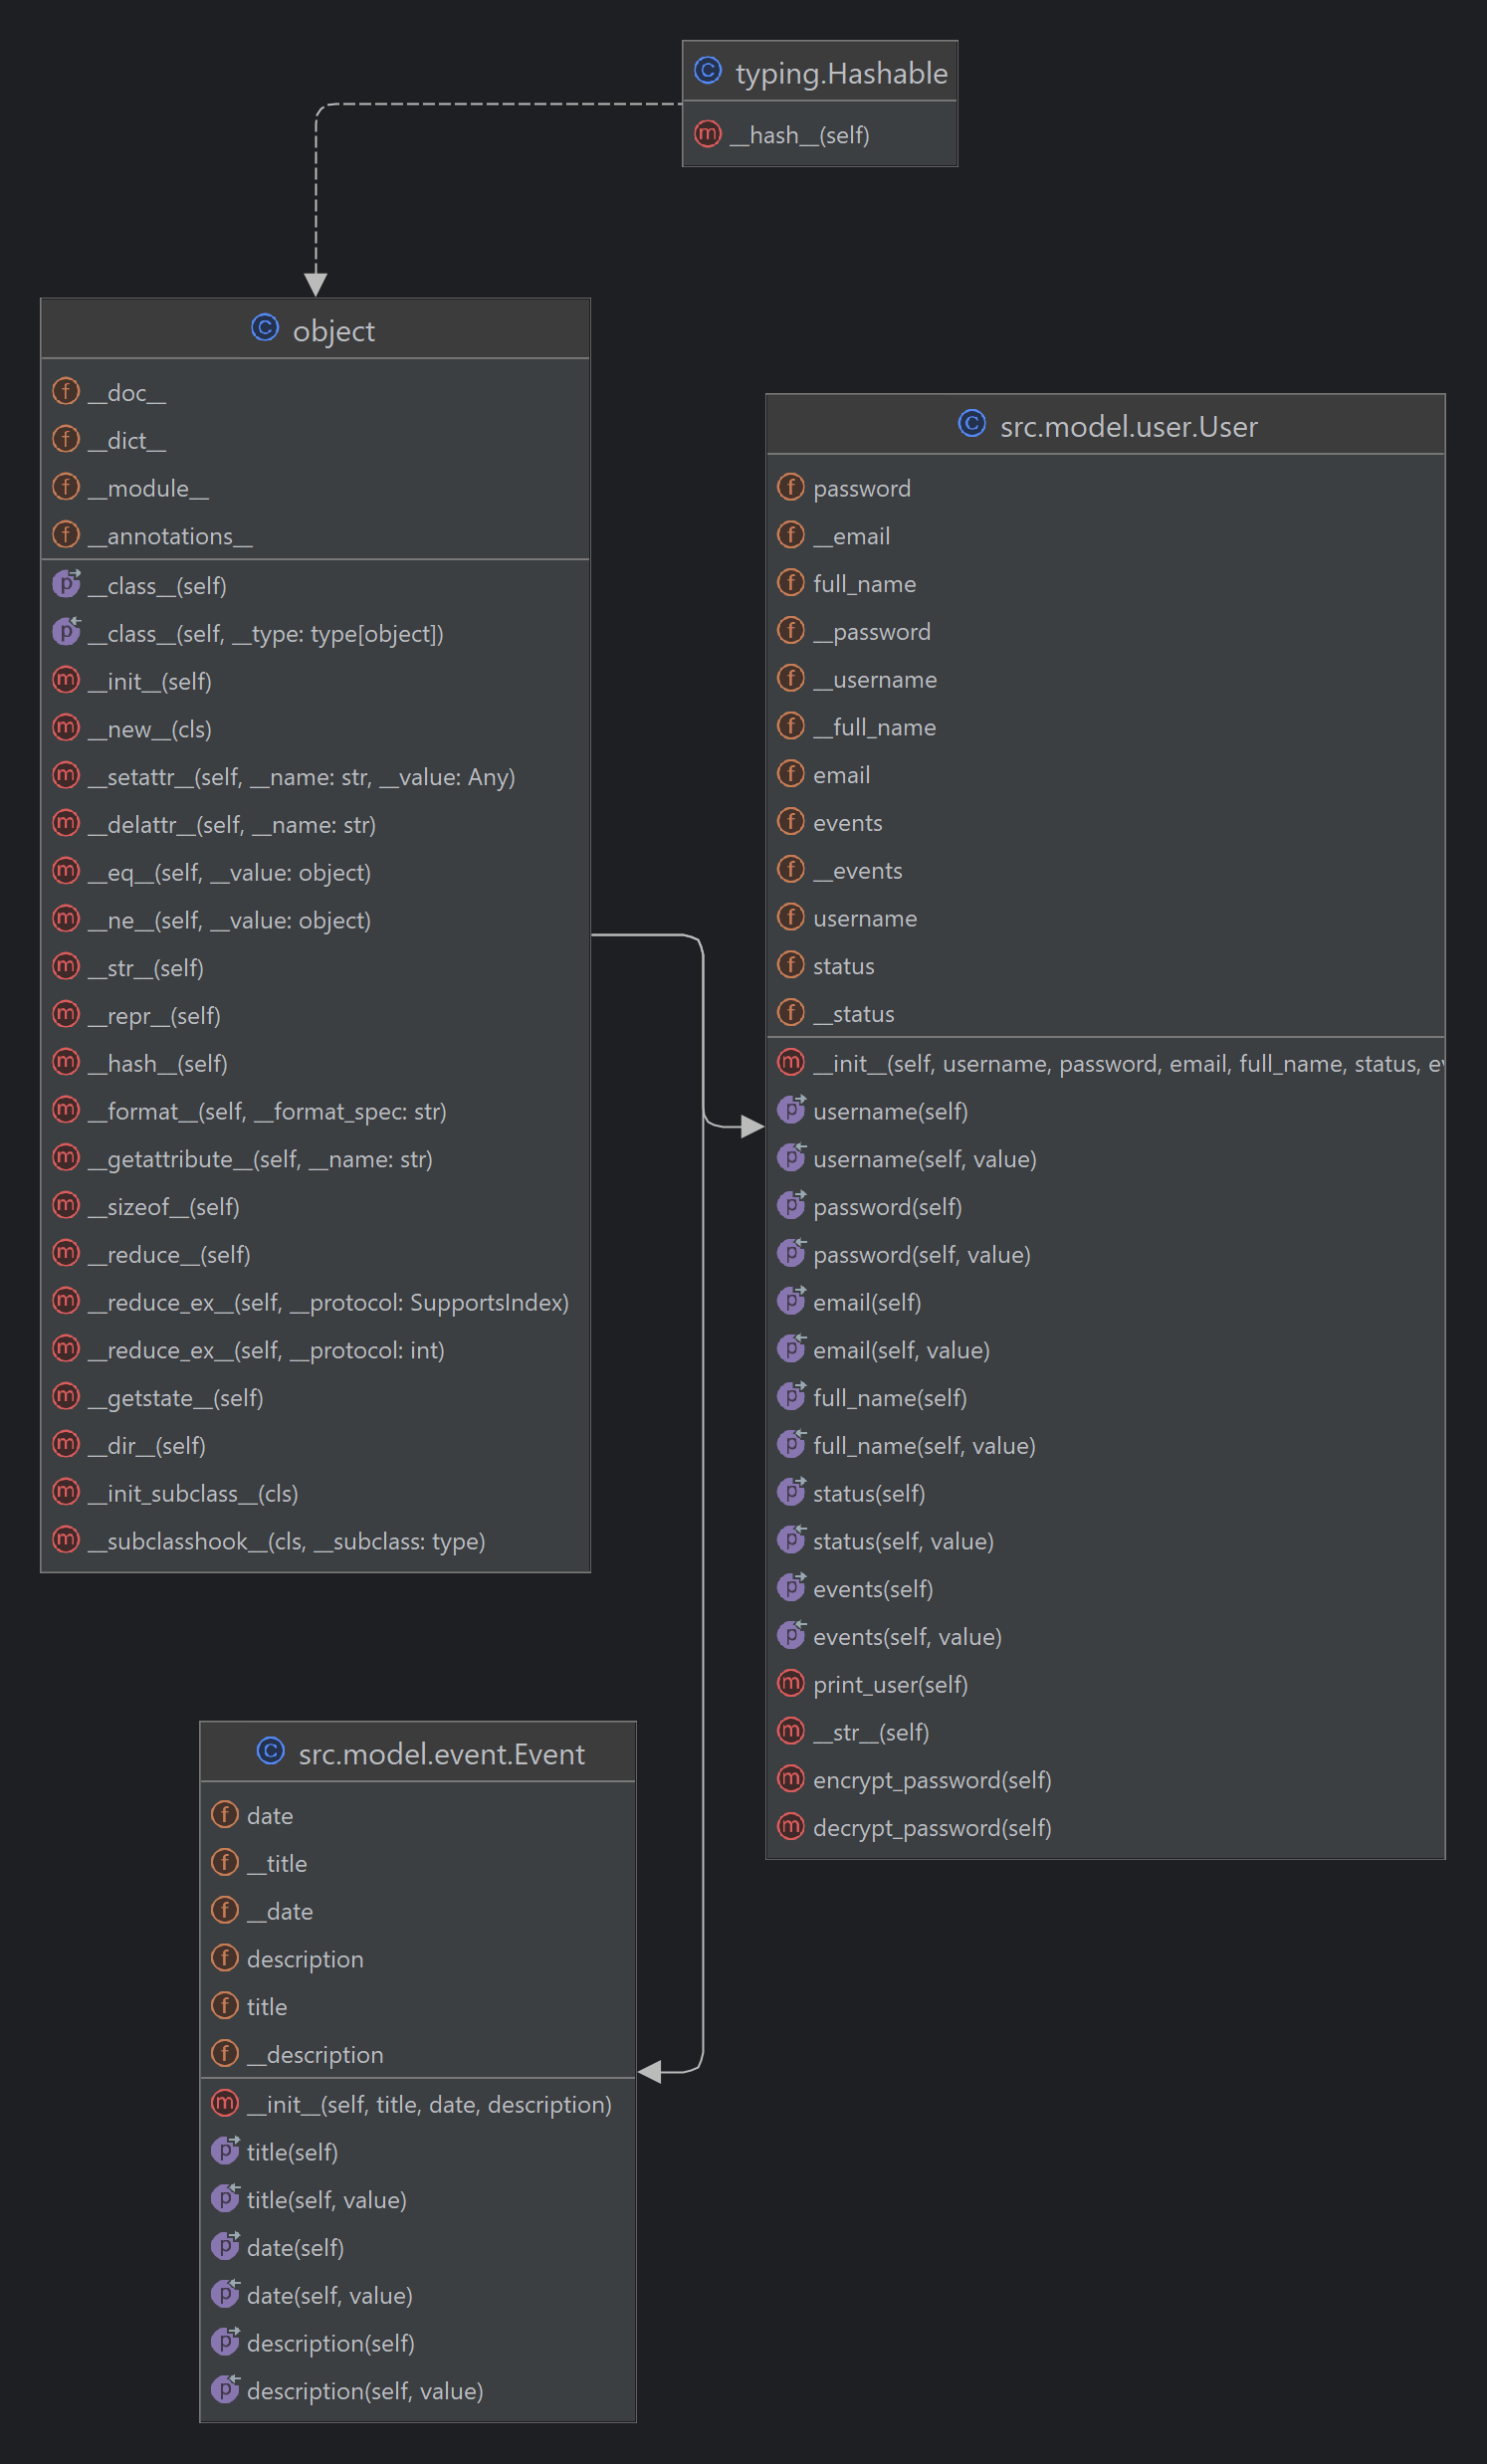 typing.Hashable
__hash__(self)
object
__doc__
__dict__
__module__
__annotations__
__class__(self)
__class__(self, __type: type[object])
__init__(self)
__new__(cls)
__setattr__(self, __name: str, __value: Any)
__delattr__(self, __name: str)
__eq__(self, __value: object)
__ne__(self, __value: object)
__str__(self)
__repr__(self)
__hash__(self)
__format__(self, __format_spec: str)
__getattribute__(self, __name: str)
__sizeof__(self)
__reduce__(self)
__reduce_ex__(self, __protocol: SupportsIndex)
__reduce_ex__(self, __protocol: int)
__getstate__(self)
__dir__(self)
__init_subclass__(cls)
__subclasshook__(cls, __subclass: type)
src.model.user.User
password
__email
full_name
__password
__username
__full_name
email
events
__events
username
status
__status
__init__(self, username, password, email, full_name, status,
username(self)
username(self, value)
password(self)
password(self, value)
email(self)
email(self, value)
full_name(self)
full_name(self, value)
status(self)
status(self, value)
events(self)
events(self, value)
print_user(self)
__str__(self)
encrypt_password(self)
decrypt_password(self)
src.model.event.Event
date
__title
__date
description
title
__description
__init__(self, title, date, description)
title(self)
title(self, value)
date(self)
date(self, value)
description(self)
description(self, value)